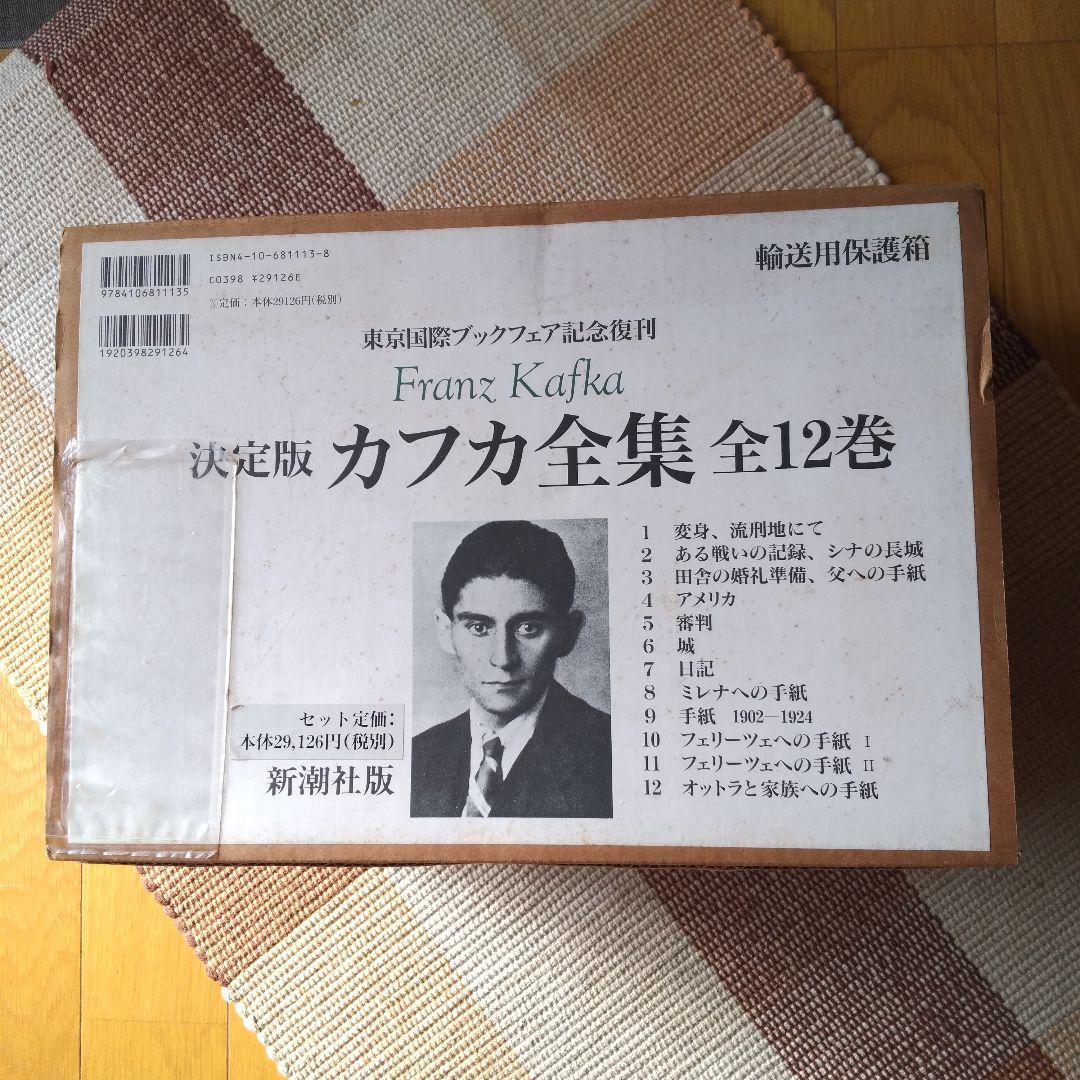 ISBN4-10-681113-8
C0398 ¥29126E
定価：本体29126円(税別)
9784106811135
1920398291264
輸送用保護箱
東京国際ブックフェア記念復刊
Franz Kafka
決定版 カフカ全集 全12巻
1 変身、流刑地にて
2 ある戦いの記録、シナの長城
3 田舎の婚礼準備、父への手紙
4 アメリカ
5 審判
6 城
7 日記
8 ミレナへの手紙
9 手紙 1902—1924
10 フェリーツェへの手紙 I
11 フェリーツェへの手紙 II
12 オットラと家族への手紙
セット定価：
本体29,126円(税別)
新潮社版